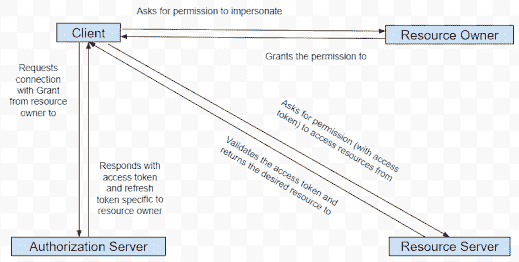 Asks for permission to impersonate
Client
Resource Owner
Grants the permission to
Requests
connection
with Grant
from resource
owner to
Asks for permission (with access
token) to access resources from
Validates the access token and
returns the desired resource to
Responds with
access token
and refresh
token specific to
resource owner
Authorization Server
Resource Server